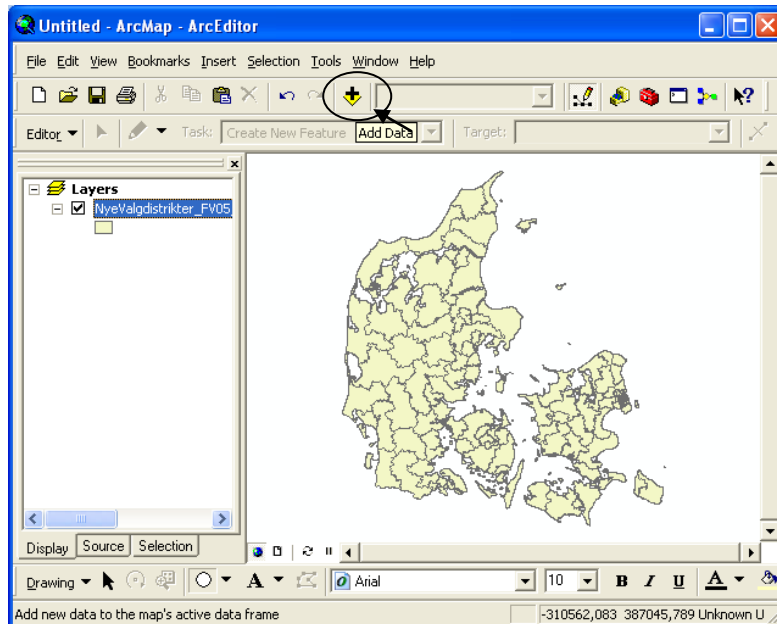 Untitled - ArcMap - ArcEditor
File Edit View Bookmarks Insert Selection Tools Window Help
Editor Task: Create New Feature Add Data Target:
Layers
NyeValgdistrikter_FV05
Display Source Selection
Drawing A Arial 10 B I U A
Add new data to the map's active data frame -310562,083 387045,789 Unknown U